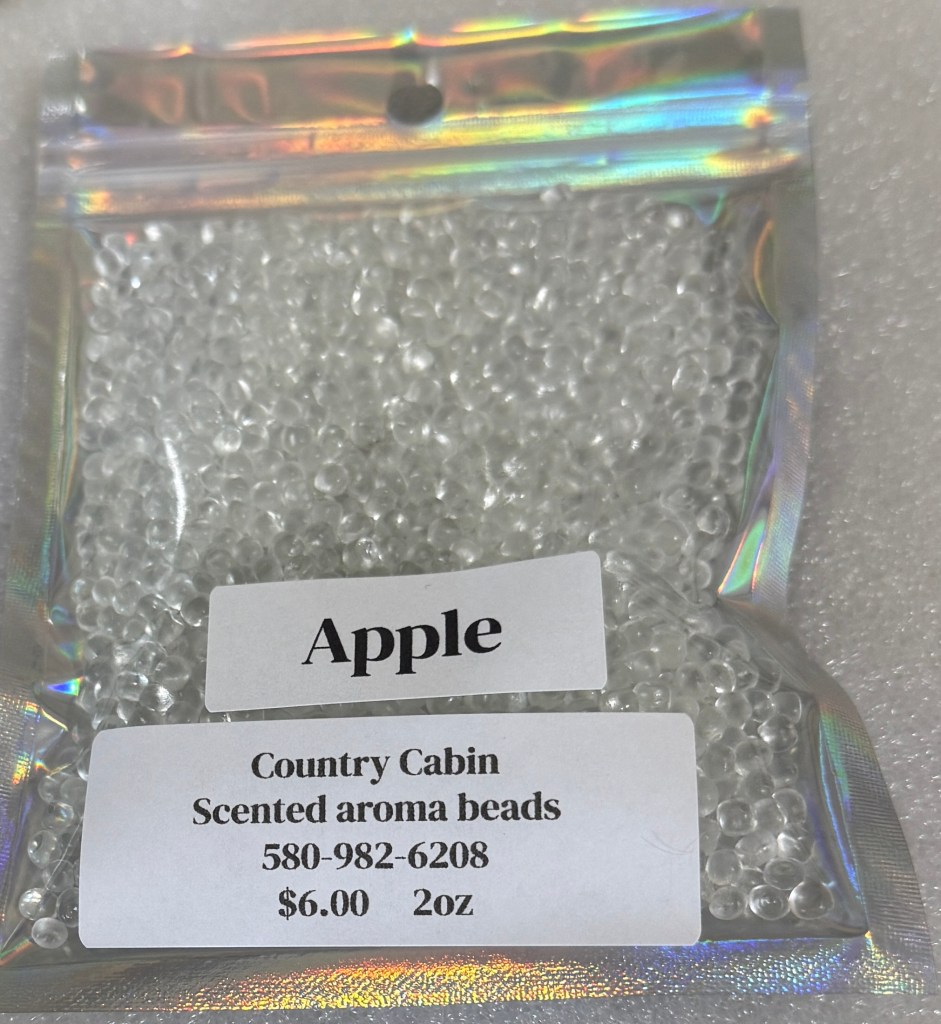 Apple
Country Cabin
Scented aroma beads
580-982-6208
$6.00 2oz